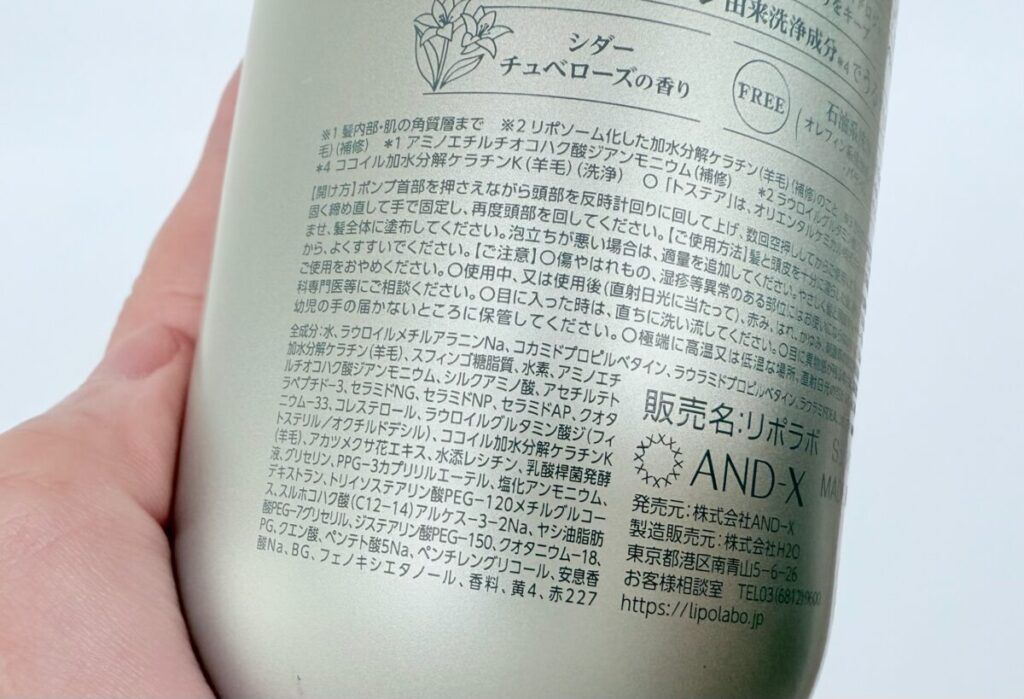 をキープ
由来洗浄成分※4でう
シダー
チュベローズの香り
FREE
石油
オレフィン
※1 髪内部・肌の角質層まで ※2 リポソーム化した加水分解ケラチン(羊毛)(補修)のこと
毛)(補修) *1 アミノエチルチオコハク酸ジアンモニウム(補修) *2 ラウロイルグルタミン酸
*4 ココイル加水分解ケラチンK(羊毛)(洗浄) ○「トステア」は、オリエンタルケミカル
【開け方】ポンプ首部を押さえながら頭部を反時計回りに回して上げ、数回空押ししてから
固く締め直して手で固定し、再度頭部を回してください。【ご使用方法】髪と頭皮を十分に
ませ、髪全体に塗布してください。泡立ちが悪い場合は、適量を追加してください。やさしく
から、よくすすいでください。【ご注意】○傷やはれもの、湿疹等異常のある部位にはお使いに
ご使用をおやめください。○使用中、又は使用後(直射日光に当たって)、赤み、はれ、かゆみ、刺激
科専門医等にご相談ください。○目に入った時は、直ちに洗い流してください。○目に異物感が
幼児の手の届かないところに保管してください。○極端に高温又は低温な場所、直射日光の
全成分:水、ラウロイルメチルアラニンNa、コカミドプロピルベタイン、ラウラミドプロピルベタイン、
加水分解ケラチン(羊毛)、スフィンゴ糖脂質、水素、アミノエチ
ルチオコハク酸ジアンモニウム、シルクアミノ酸、アセチルテト
ラペプチド-3、セラミドNG、セラミドNP、セラミドAP、クオタ
ニウム-33、コレステロール、ラウロイルグルタミン酸ジ(フィ
トステリル/オクチルドデシル)、ココイル加水分解ケラチンK
(羊毛)、アカツメクサ花エキス、水添レシチン、乳酸桿菌発酵
液、グリセリン、PPG-3カプリリルエーテル、塩化アンモニウム、
デキストラン、トリイソステアリン酸PEG-120メチルグルコー
ス、スルホコハク酸(C12-14)アルケス-3-2Na、ヤシ油脂肪
酸PEG-7グリセリル、ジステアリン酸PEG-150、クオタニウム-18、
PG、クエン酸、ペンテト酸5Na、ペンチレングリコール、安息香
酸Na、BG、フェノキシエタノール、香料、黄4、赤227
販売名:リポラボ S
AND-X MA
発売元:株式会社AND-X
製造販売元:株式会社H2O
東京都港区南青山5-6-26
お客様相談室 TEL03(6812)9600
https://lipolabo.jp